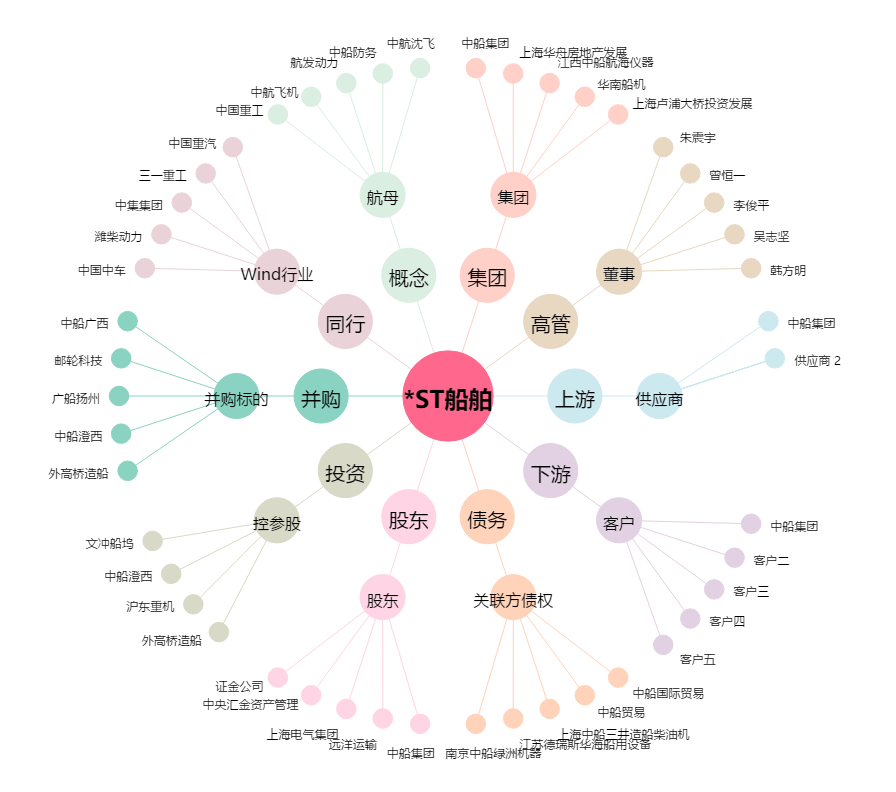 中航沈飞
中船防务
航发动力
中航飞机
中国重工
中船集团
上海华舟房地产发展
江西中船航海仪器
华南船机
上海卢浦大桥投资发展
航母
集团
概念
集团
中国重汽
三一重工
中集集团
潍柴动力
中国中车
Wind行业
同行
朱震宇
曾恒一
李俊平
吴志坚
韩方明
董事
高管
中船广西
邮轮科技
广船扬州
中船澄西
外高桥造船
并购标的
并购
*ST船舶
上游
供应商
中船集团
供应商 2
投资
控参股
文冲船坞
中船澄西
沪东重机
外高桥造船
下游
客户
中船集团
客户二
客户三
客户四
客户五
股东
股东
证金公司
中央汇金资产管理
上海电气集团
远洋运输
中船集团
债务
关联方债权
中船国际贸易
中船贸易
上海中船三井造船柴油机
江苏德瑞斯华海船用设备
南京中船绿洲机器